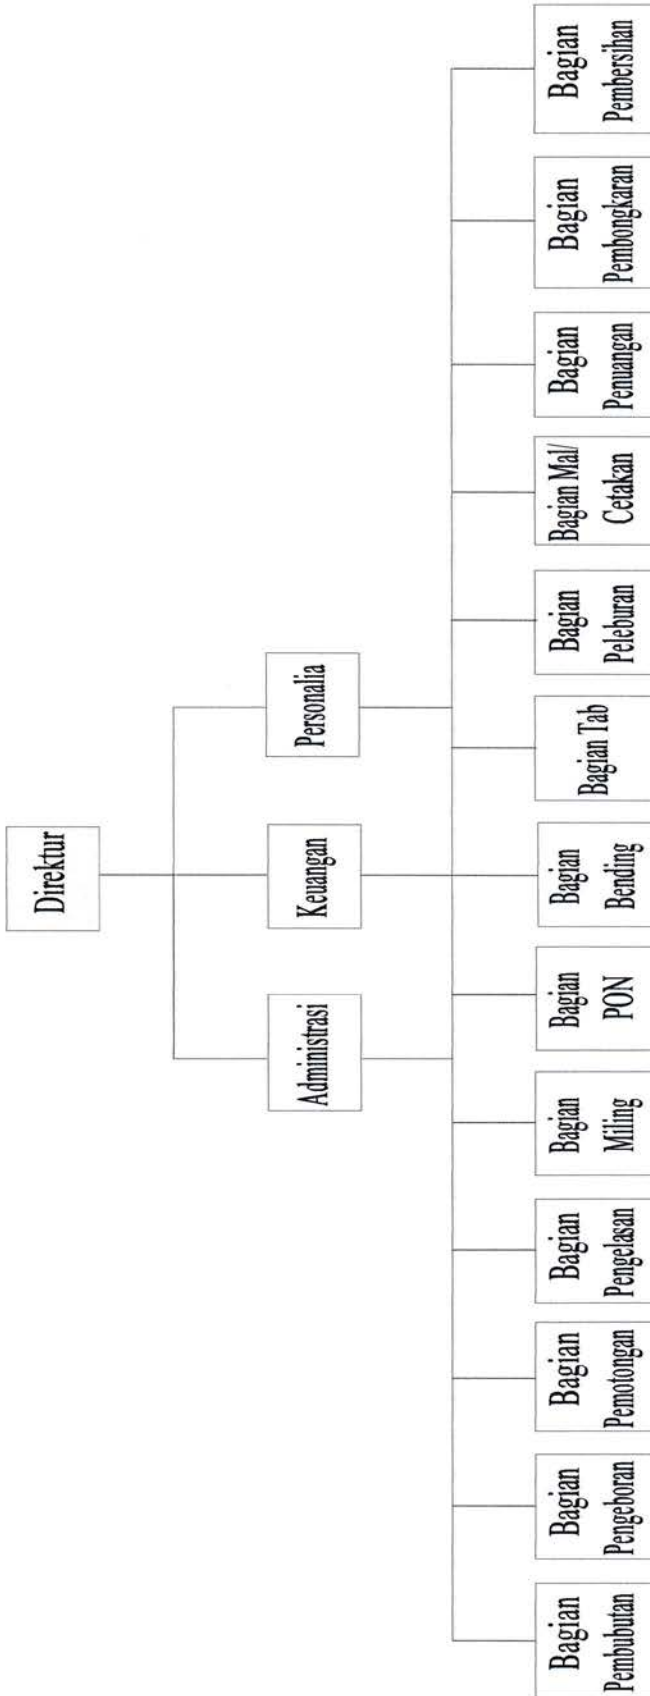 Direktur
Administrasi
Keuangan
Personalia
Bagian
Pembubutan
Bagian
Pengeboran
Bagian
Pemotongan
Bagian
Pengelasan
Bagian
Miling
Bagian
PON
Bagian
Bending
Bagian Tab
Bagian
Peleburan
Bagian Mal/
Cetakan
Bagian
Penuangan
Bagian
Pembongkaran
Bagian
Pembersihan